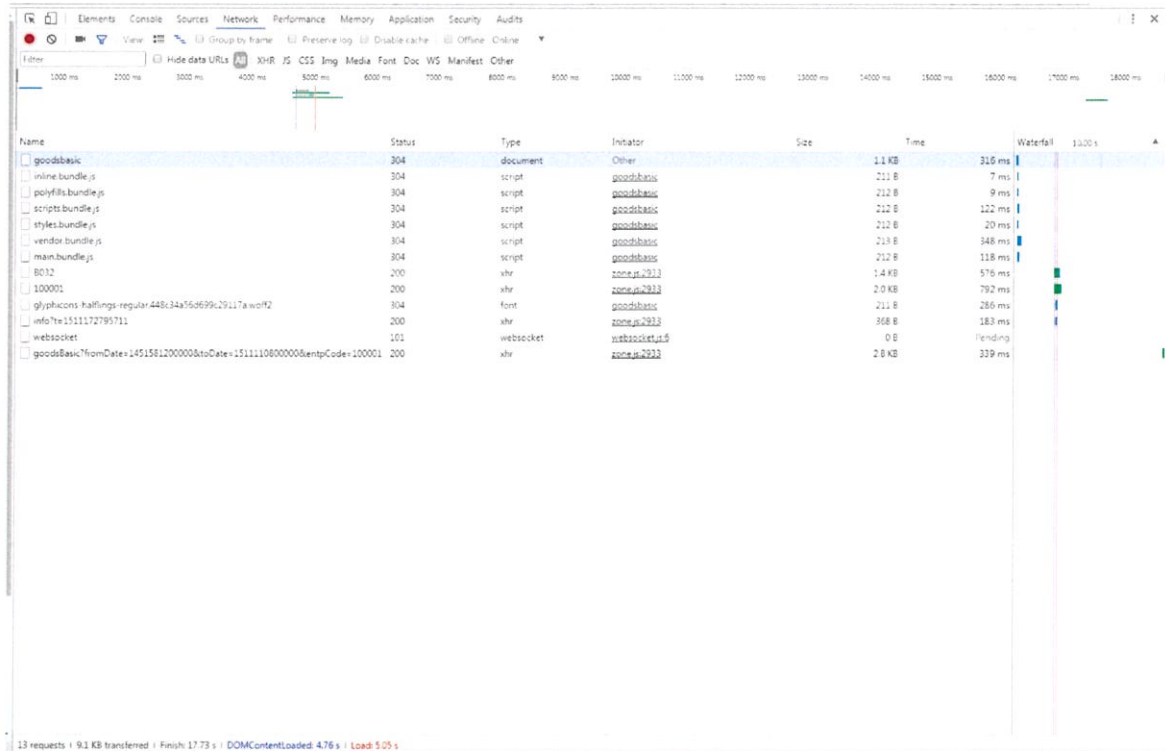 Elements Console Sources Network Performance Memory Application Security Audits
View: Group by frame Preserve log Disable cache Offline Online
Filter Hide data URLs All XHR JS CSS Img Media Font Doc WS Manifest Other
1000 ms 2000 ms 3000 ms 4000 ms 5000 ms 6000 ms 7000 ms 8000 ms 9000 ms 10000 ms 11000 ms 12000 ms 13000 ms 14000 ms 15000 ms 16000 ms 17000 ms 18000 ms
Name Status Type Initiator Size Time Waterfall
goodsbasic 304 document Other 1.1 KB 316 ms
inline.bundle.js 304 script goodsbasic 211 B 7 ms
polyfills.bundle.js 304 script goodsbasic 212 B 9 ms
scripts.bundle.js 304 script goodsbasic 212 B 122 ms
styles.bundle.js 304 script goodsbasic 212 B 20 ms
vendor.bundle.js 304 script goodsbasic 213 B 348 ms
main.bundle.js 304 script goodsbasic 212 B 118 ms
B032 200 xhr zone.js:2933 1.4 KB 576 ms
100001 200 xhr zone.js:2933 2.0 KB 792 ms
glyphicons-halflings-regular.448c34a56d699c29117a.woff2 304 font goodsbasic 211 B 286 ms
info?t=1511172795711 200 xhr zone.js:2933 368 B 183 ms
websocket 101 websocket websocket.js:6 0 B Pending
goodsBasic?fromDate=1451581200000&toDate=1511110800000&entpCode=100001 200 xhr zone.js:2933 2.8 KB 339 ms
13 requests | 9.1 KB transferred | Finish: 17.73 s | DOMContentLoaded: 4.76 s | Load: 5.05 s